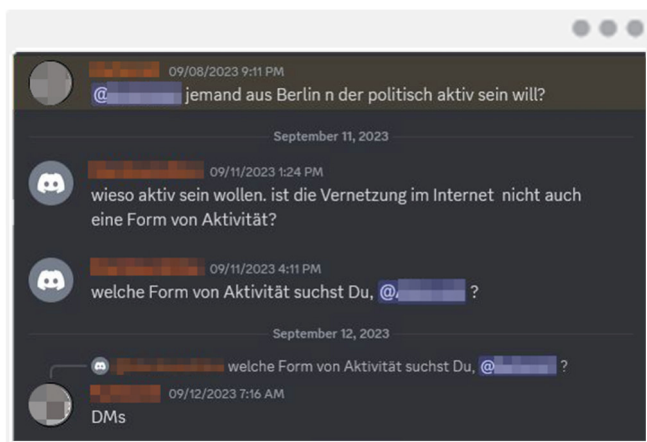 09/08/2023 9:11 PM
@ jemand aus Berlin n der politisch aktiv sein will?
September 11, 2023
09/11/2023 1:24 PM
wieso aktiv sein wollen. ist die Vernetzung im Internet nicht auch
eine Form von Aktivität?
09/11/2023 4:11 PM
welche Form von Aktivität suchst Du, @ ?
September 12, 2023
welche Form von Aktivität suchst Du, @ ?
09/12/2023 7:16 AM
DMs